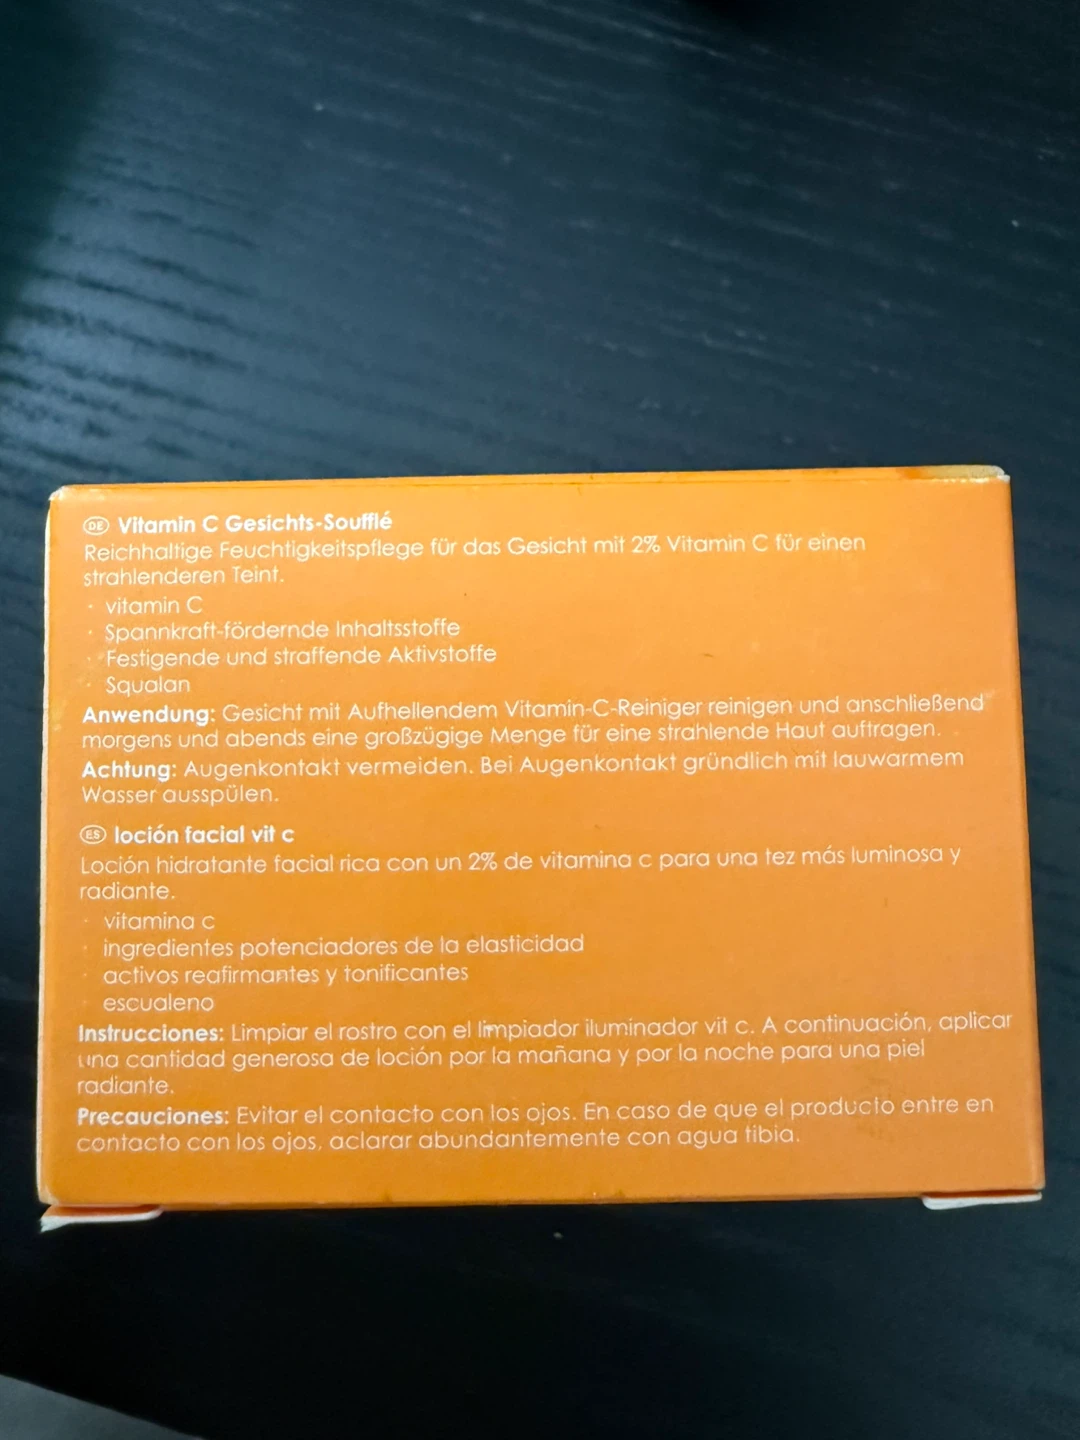 DE Vitamin C Gesichts-Soufflé
Reichhaltige Feuchtigkeitspflege für das Gesicht mit 2% Vitamin C für einen
strahlenderen Teint.
· vitamin C
· Spannkraft-fördernde Inhaltsstoffe
· Festigende und straffende Aktivstoffe
· Squalan
Anwendung: Gesicht mit Aufhellendem Vitamin-C-Reiniger reinigen und anschließend
morgens und abends eine großzügige Menge für eine strahlende Haut auftragen.
Achtung: Augenkontakt vermeiden. Bei Augenkontakt gründlich mit lauwarmem
Wasser ausspülen.
ES loción facial vit c
Loción hidratante facial rica con un 2% de vitamina c para una tez más luminosa y
radiante.
· vitamina c
· ingredientes potenciadores de la elasticidad
· activos reafirmantes y tonificantes
· escualeno
Instrucciones: Limpiar el rostro con el limpiador iluminador vit c. A continuación, aplicar
una cantidad generosa de loción por la mañana y por la noche para una piel
radiante.
Precauciones: Evitar el contacto con los ojos. En caso de que el producto entre en
contacto con los ojos, aclarar abundantemente con agua tibia.